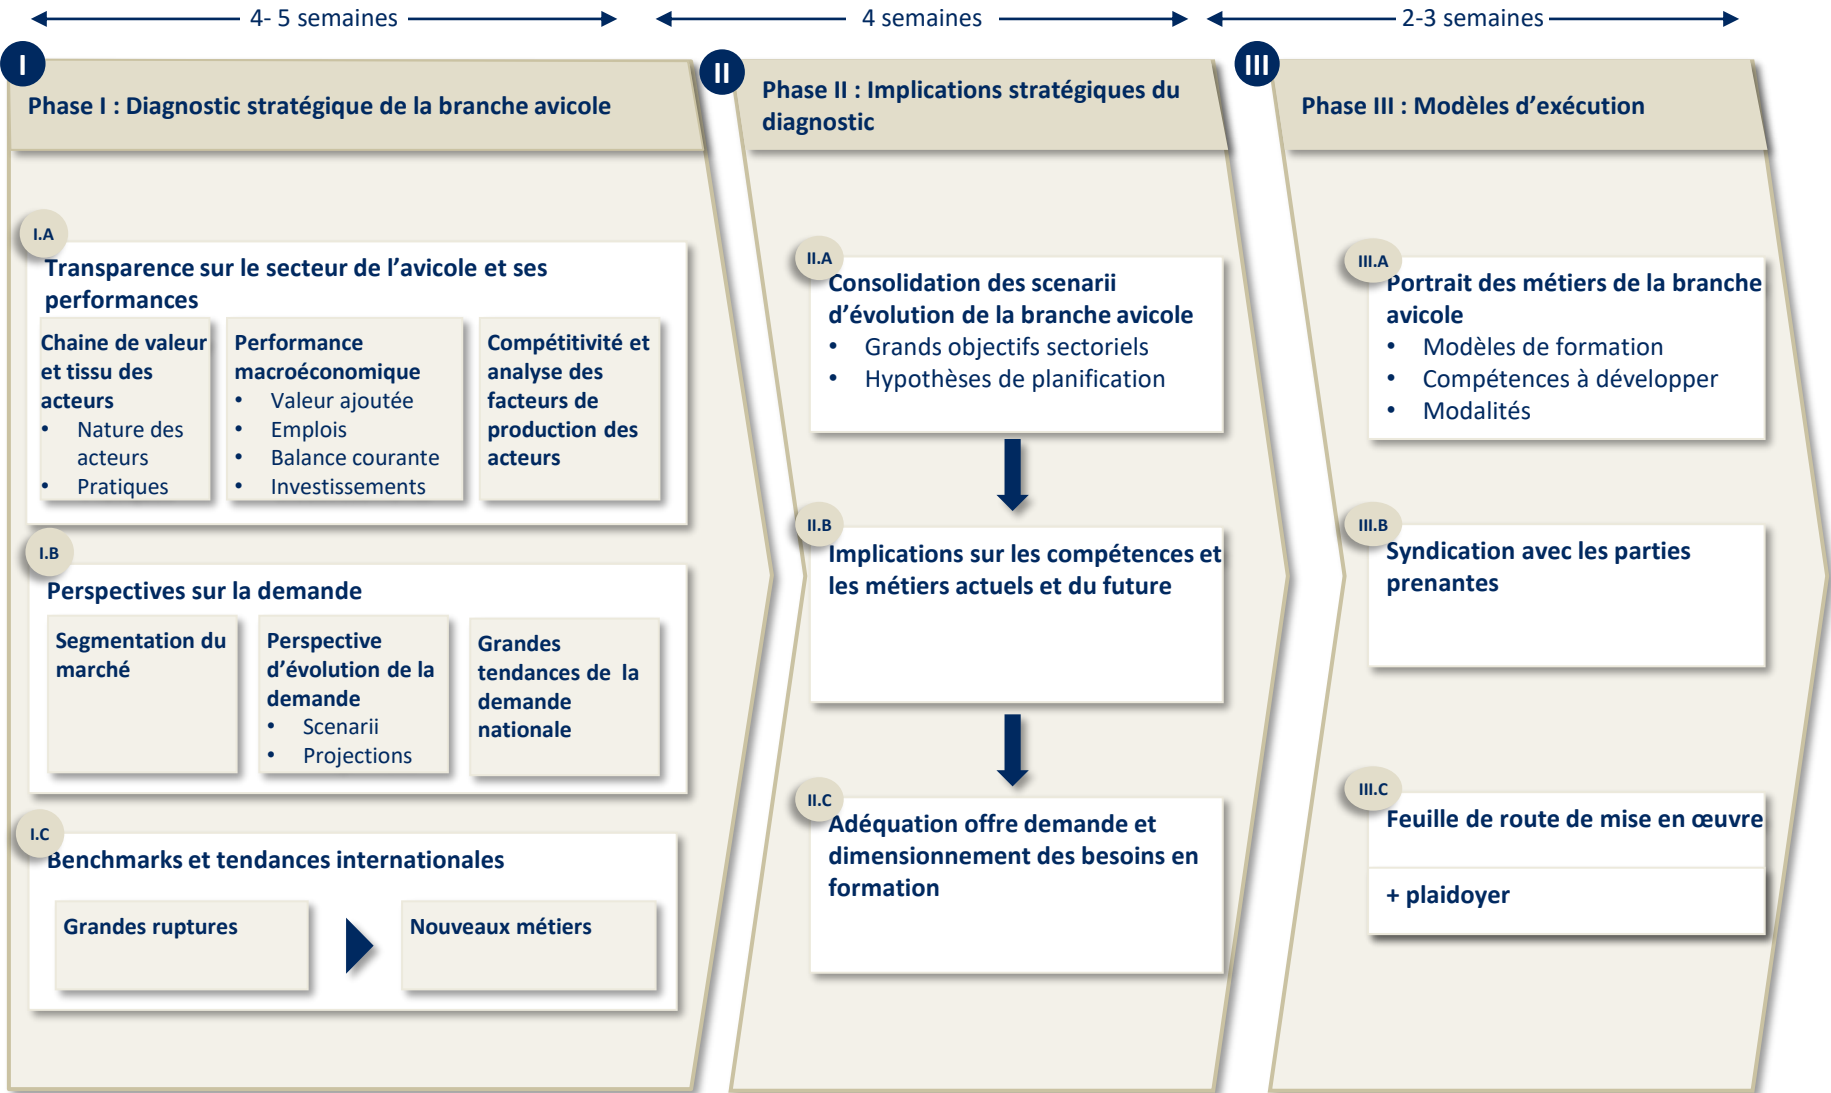 4- 5 semaines
4 semaines
2-3 semaines
I
Phase I : Diagnostic stratégique de la branche avicole
I.A
Transparence sur le secteur de l'avicole et ses
performances
Chaine de valeur
et tissu des
acteurs
• Nature des
acteurs
• Pratiques
Performance
macroéconomique
• Valeur ajoutée
• Emplois
• Balance courante
• Investissements
Compétitivité et
analyse des
facteurs de
production des
acteurs
I.B
Perspectives sur la demande
Segmentation du
marché
Perspective
d'évolution de la
demande
• Scenarii
• Projections
Grandes
tendances de la
demande
nationale
I.C
Benchmarks et tendances internationales
Grandes ruptures
Nouveaux métiers
II
Phase II : Implications stratégiques du
diagnostic
II.A
Consolidation des scenarii
d'évolution de la branche avicole
• Grands objectifs sectoriels
• Hypothèses de planification
II.B
Implications sur les compétences et
les métiers actuels et du future
II.C
Adéquation offre demande et
dimensionnement des besoins en
formation
III
Phase III : Modèles d'exécution
III.A
Portrait des métiers de la branche
avicole
• Modèles de formation
• Compétences à développer
• Modalités
III.B
Syndication avec les parties
prenantes
III.C
Feuille de route de mise en œuvre
+ plaidoyer